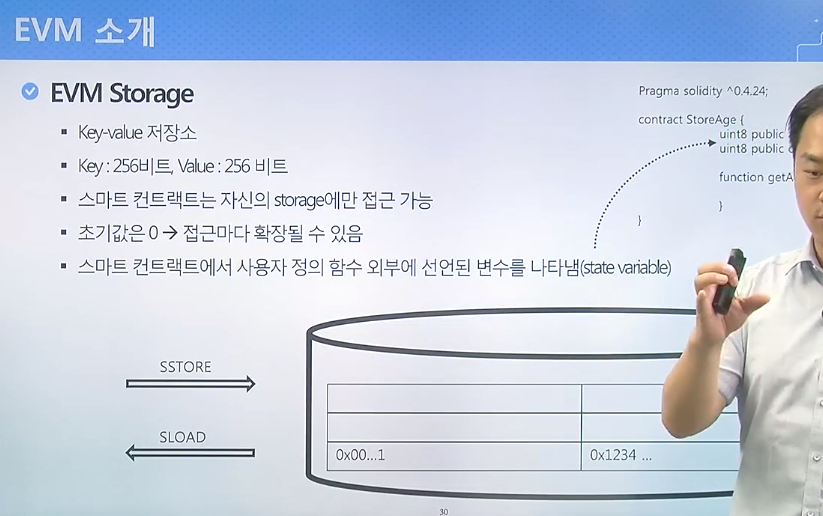 EVM 소개
EVM Storage
Key-value 저장소
Key : 256비트, Value : 256 비트
스마트 컨트랙트는 자신의 storage에만 접근 가능
초기값은 0 → 접근마다 확장될 수 있음
스마트 컨트랙트에서 사용자 정의 함수 외부에 선언된 변수를 나타냄(state variable)
Pragma solidity ^0.4.24;
contract StoreAge {
uint8 public
uint8 public
function
}
}
SSTORE
SLOAD
0x00...1
0x1234 ...
30